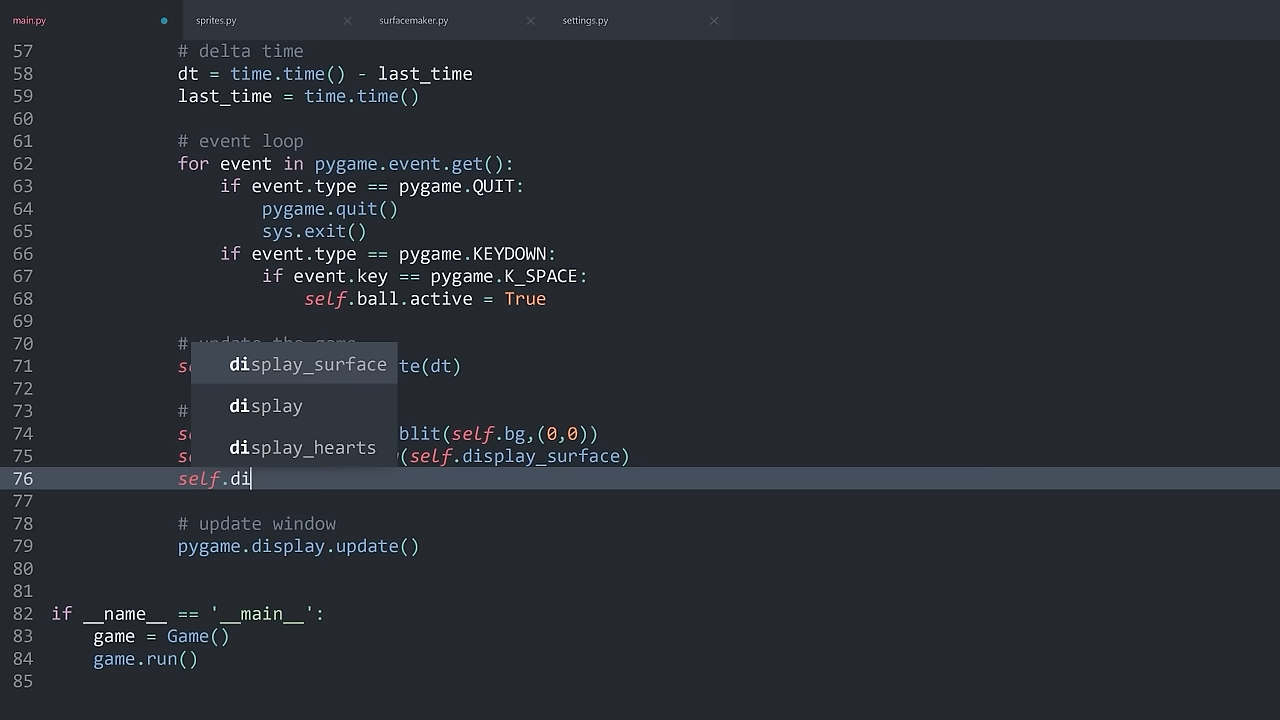 main.py sprites.py surfacemaker.py settings.py
57 # delta time
58 dt = time.time() - last_time
59 last_time = time.time()
60
61 # event loop
62 for event in pygame.event.get():
63 if event.type == pygame.QUIT:
64 pygame.quit()
65 sys.exit()
66 if event.type == pygame.KEYDOWN:
67 if event.key == pygame.K_SPACE:
68 self.ball.active = True
69
70 # update the game
display_surface
71 te(dt)
72
display
73 #
74 blit(self.bg,(0,0))
display_hearts
75 (self.display_surface)
76 self.di
77
78 # update window
79 pygame.display.update()
80
81
82 if __name__ == '__main__':
83 game = Game()
84 game.run()
85